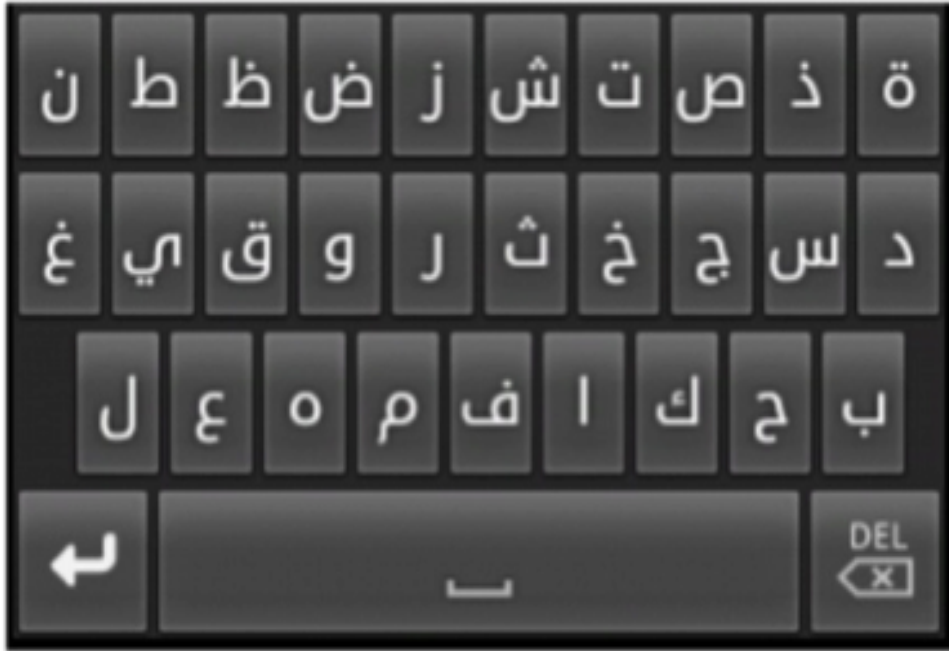 ة ذ ص ت ش ز ض ظ ط ن
د س ج خ ث ر و ق ي غ
ب ح ك ا ف م ه ع ل
DEL